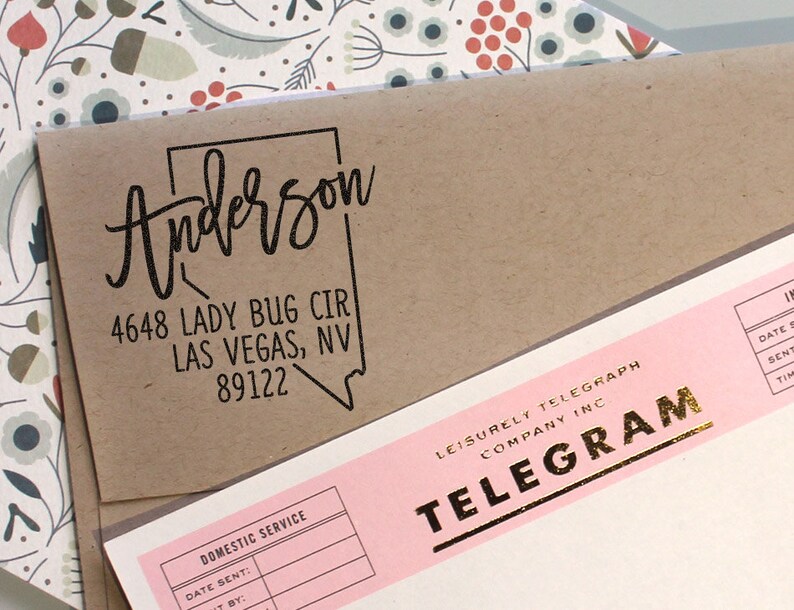 Anderson
4648 LADY BUG CIR
LAS VEGAS, NV
89122
LEISURELY TELEGRAPH
COMPANY INC
TELEGRAM
DOMESTIC SERVICE
DATE SENT:
SENT
TIM